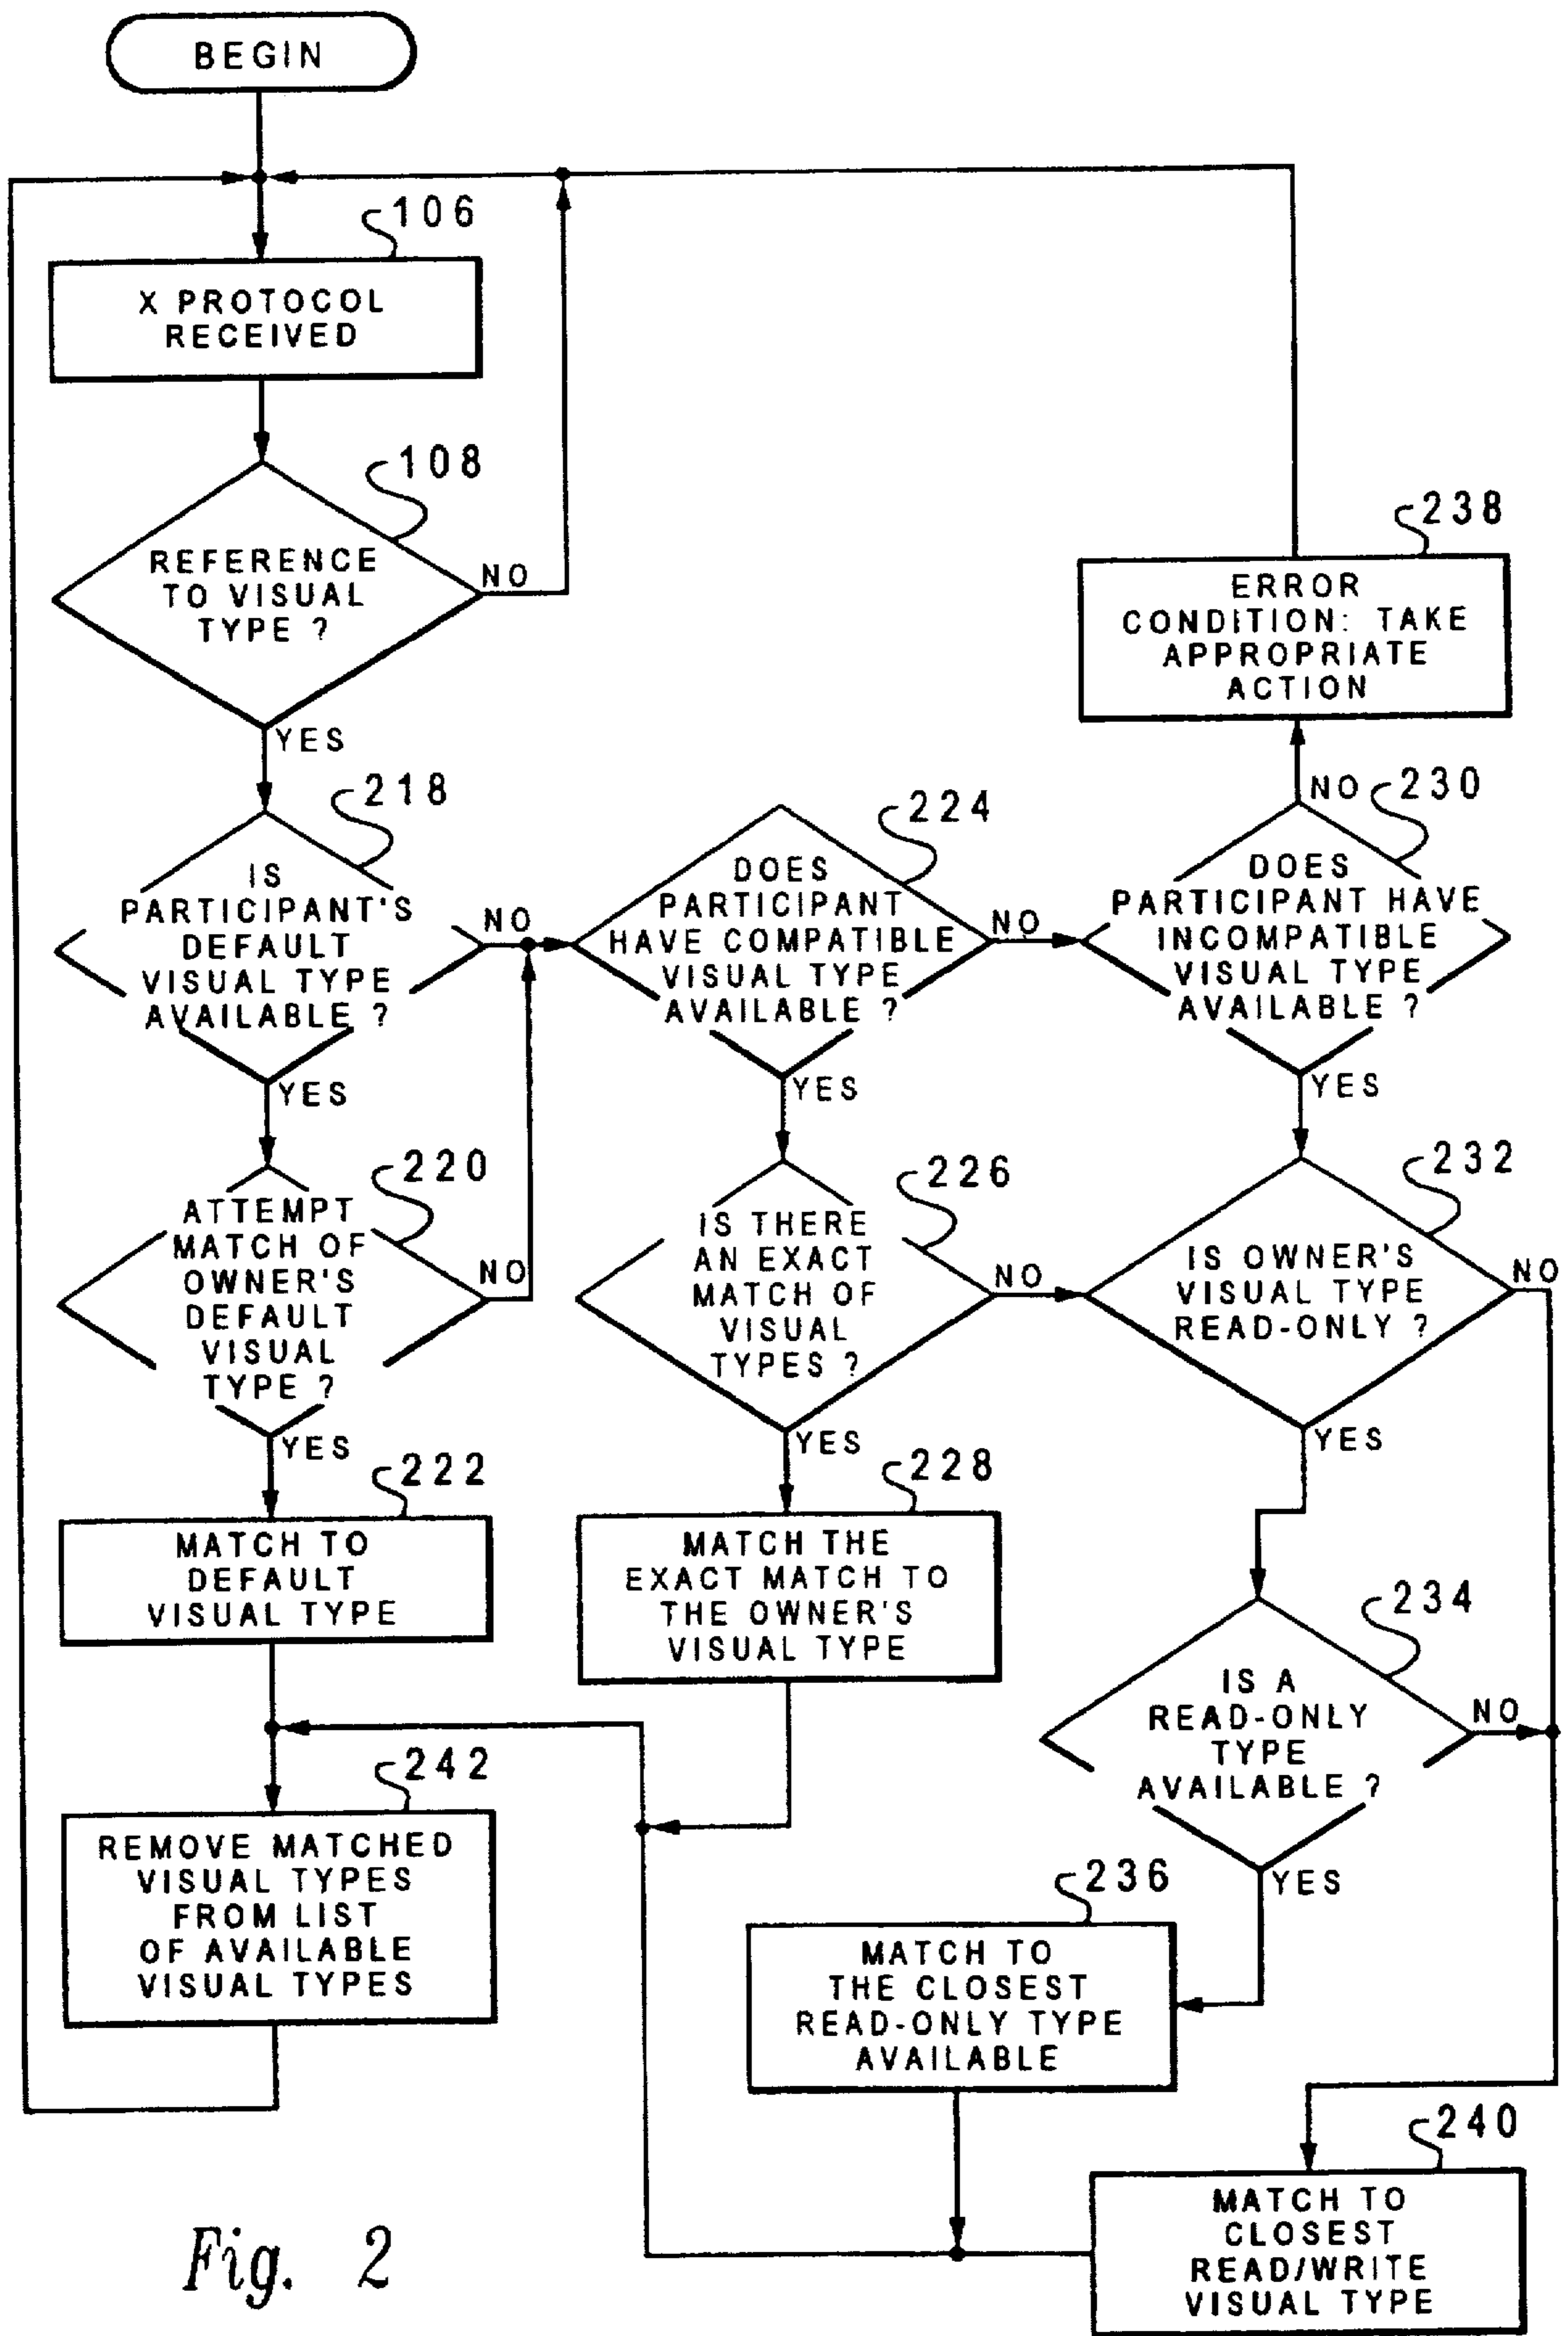 BEGIN
106
X PROTOCOL
RECEIVED
108
REFERENCE
TO VISUAL
TYPE ?
NO
YES
238
ERROR
CONDITION: TAKE
APPROPRIATE
ACTION
218
IS
PARTICIPANT'S
DEFAULT
VISUAL TYPE
AVAILABLE ?
NO
YES
224
DOES
PARTICIPANT
HAVE COMPATIBLE
VISUAL TYPE
AVAILABLE ?
NO
YES
NO
230
DOES
PARTICIPANT HAVE
INCOMPATIBLE
VISUAL TYPE
AVAILABLE ?
YES
220
ATTEMPT
MATCH OF
OWNER'S
DEFAULT
VISUAL
TYPE ?
NO
YES
226
IS THERE
AN EXACT
MATCH OF
VISUAL
TYPES ?
NO
YES
232
IS OWNER'S
VISUAL TYPE
READ-ONLY ?
NO
YES
222
MATCH TO
DEFAULT
VISUAL TYPE
228
MATCH THE
EXACT MATCH TO
THE OWNER'S
VISUAL TYPE
234
IS A
READ-ONLY
TYPE
AVAILABLE ?
NO
YES
242
REMOVE MATCHED
VISUAL TYPES
FROM LIST
OF AVAILABLE
VISUAL TYPES
236
MATCH TO
THE CLOSEST
READ-ONLY TYPE
AVAILABLE
240
MATCH TO
CLOSEST
READ/WRITE
VISUAL TYPE
Fig. 2